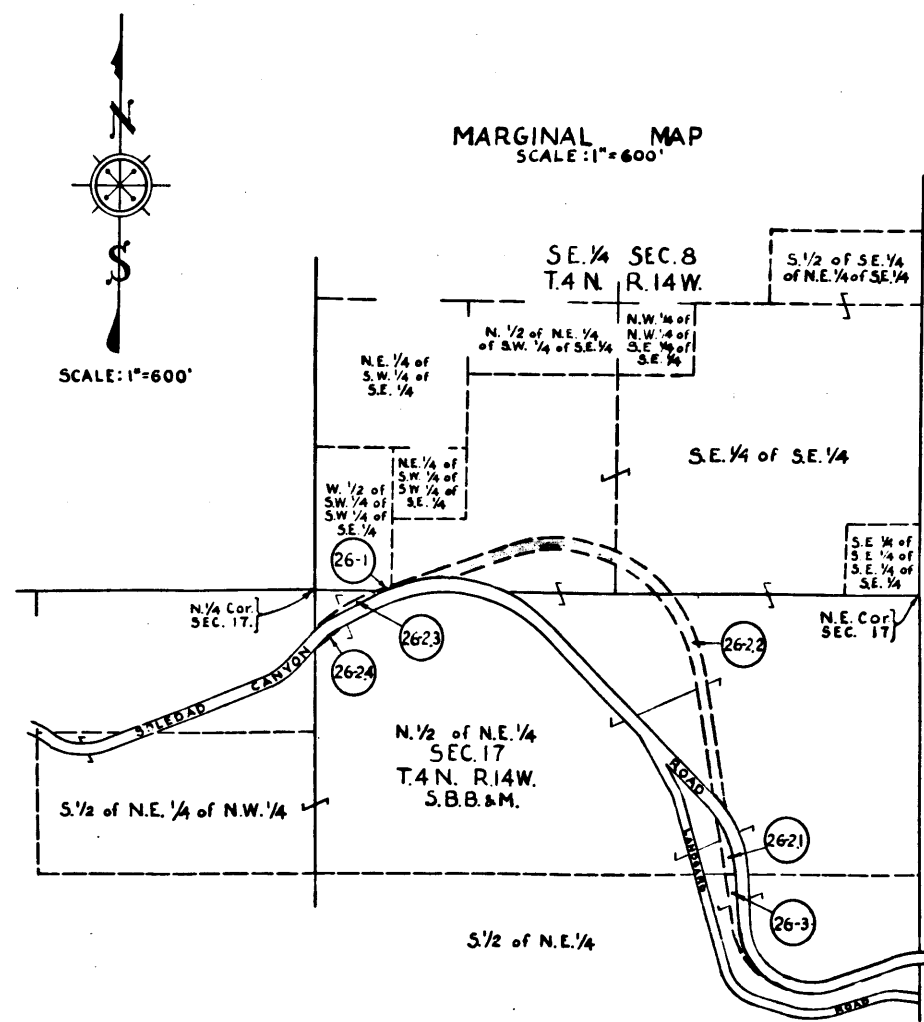 N
S
SCALE: 1"=600'
MARGINAL MAP
SCALE: 1"=600'
S.E. 1/4 SEC. 8
T.4 N. R.14W.
S.1/2 of S.E.1/4
of N.E.1/4 of S.E.1/4
N.E. 1/4 of
S.W. 1/4 of
S.E. 1/4
N. 1/2 of N.E. 1/4
of S.W. 1/4 of S.E.1/4
N.W. 1/4 of
N.W. 1/4 of
S.E. 1/4 of
S.E. 1/4
S.E. 1/4 of S.E. 1/4
W. 1/2 of
S.W. 1/4 of
S.W. 1/4 of
S.E. 1/4
N.E. 1/4 of
S.W. 1/4 of
S.W. 1/4 of
S.E. 1/4
S.E. 1/4 of
S.E. 1/4 of
S.E. 1/4 of
S.E. 1/4
26-1
N.1/4 Cor.
SEC. 17.
26-2.3
26-2.4
26-2.2
N.E. Cor.
SEC. 17
SOLEDAD CANYON ROAD
N.1/2 of N.E.1/4
SEC. 17
T.4 N. R.14W.
S.B.B.&M.
S.1/2 of N.E. 1/4 of N.W. 1/4
LANDBARG ROAD
26-2.1
26-3
S.1/2 of N.E.1/4